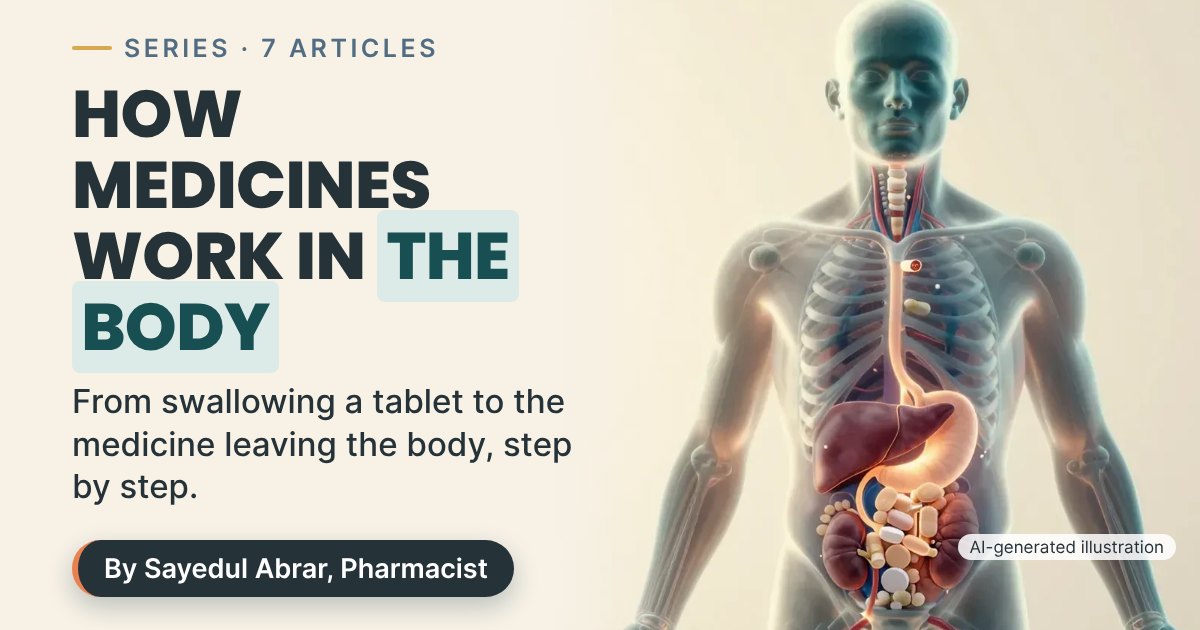 SERIES · 7 ARTICLES
HOW
MEDICINES
WORK IN THE
BODY
From swallowing a tablet to the
medicine leaving the body, step
by step.
By Sayedul Abrar, Pharmacist
AI-generated illustration